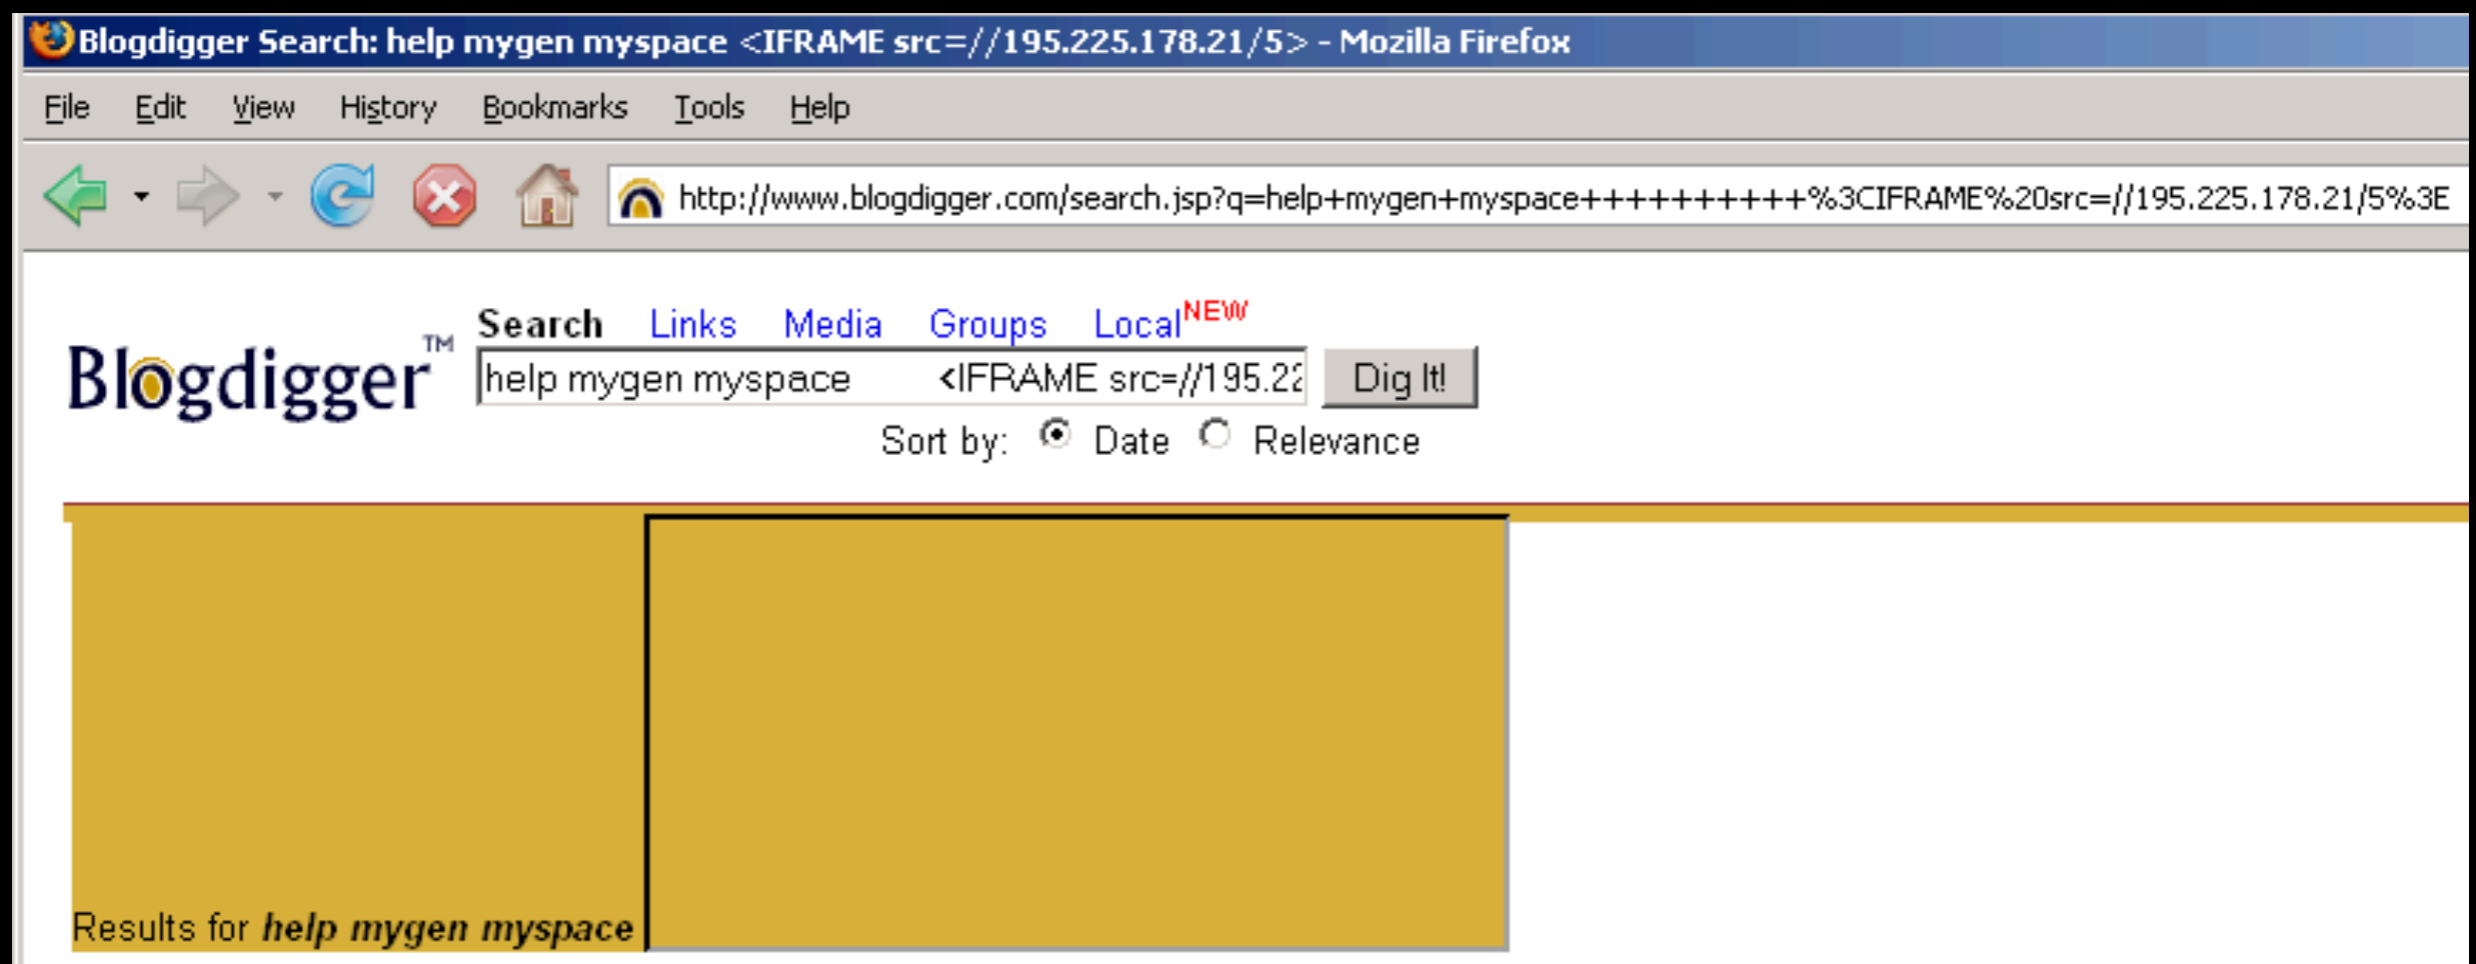 Blogdigger Search: help mygen myspace <IFRAME src=//195.225.178.21/5> - Mozilla Firefox
File Edit View History Bookmarks Tools Help
http://www.blogdigger.com/search.jsp?q=help+mygen+myspace++++++++++%3CIFRAME%20src=//195.225.178.21/5%3E
Search Links Media Groups Local NEW
Blogdigger™
help mygen myspace <IFRAME src=//195.22 Dig It!
Sort by: Date Relevance
Results for help mygen myspace